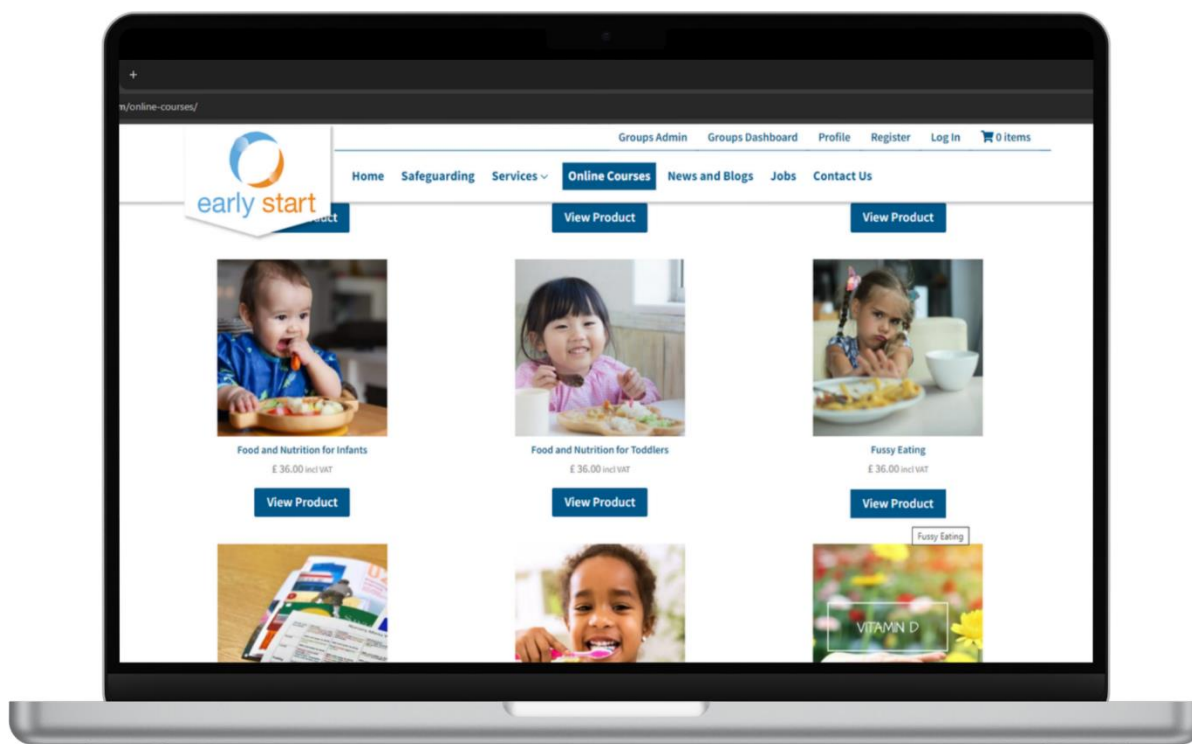 +
m/online-courses/
Groups Admin Groups Dashboard Profile Register Log In 0 items
early start
Home Safeguarding Services Online Courses News and Blogs Jobs Contact Us
View Product View Product
Food and Nutrition for Infants Food and Nutrition for Toddlers Fussy Eating
£ 36.00 incl VAT £ 36.00 incl VAT £ 36.00 incl VAT
View Product View Product View Product
Fussy Eating
VITAMIN D